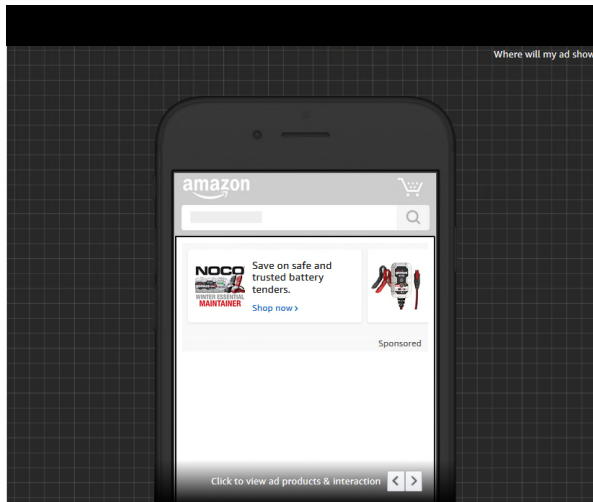 Where will my ad show
amazon
NOCO
WINTER ESSENTIAL
MAINTAINER
Save on safe and
trusted battery
tenders.
Shop now ›
Sponsored
Click to view ad products & interaction